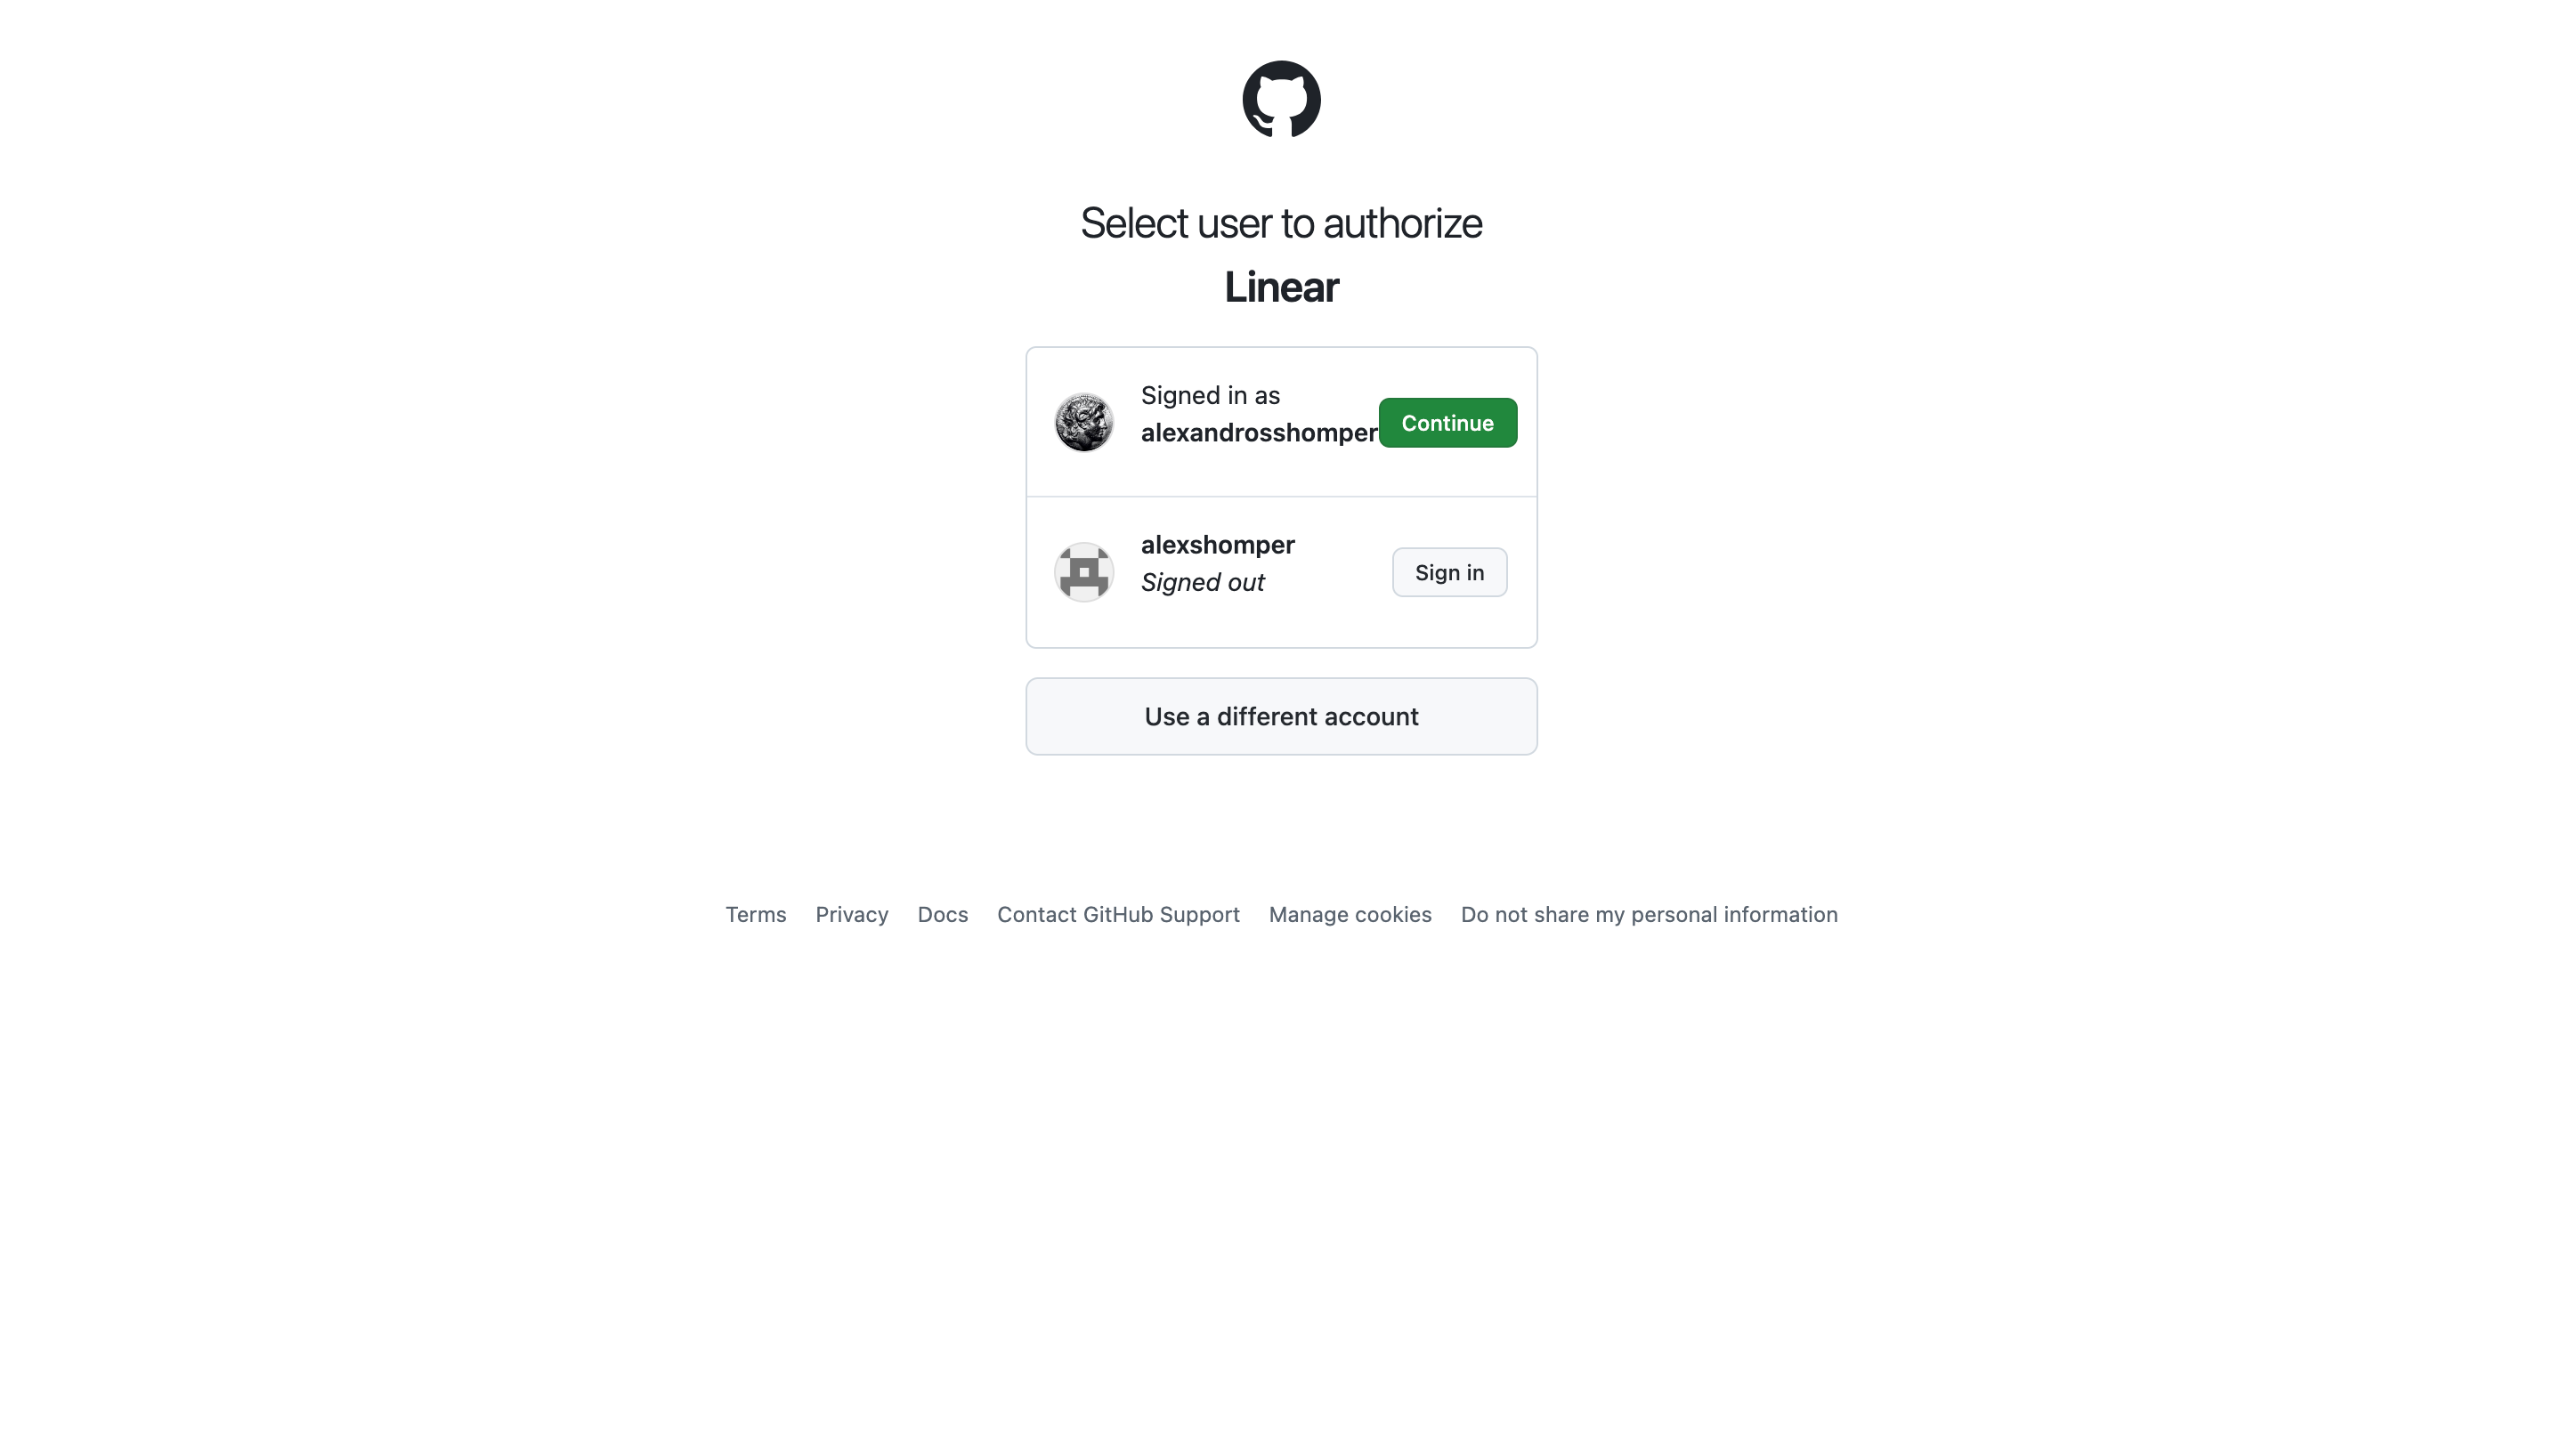 Select user to authorize
Linear
Signed in as
alexandrosshomper
Continue
alexshomper
Signed out
Sign in
Use a different account
Terms Privacy Docs Contact GitHub Support Manage cookies Do not share my personal information